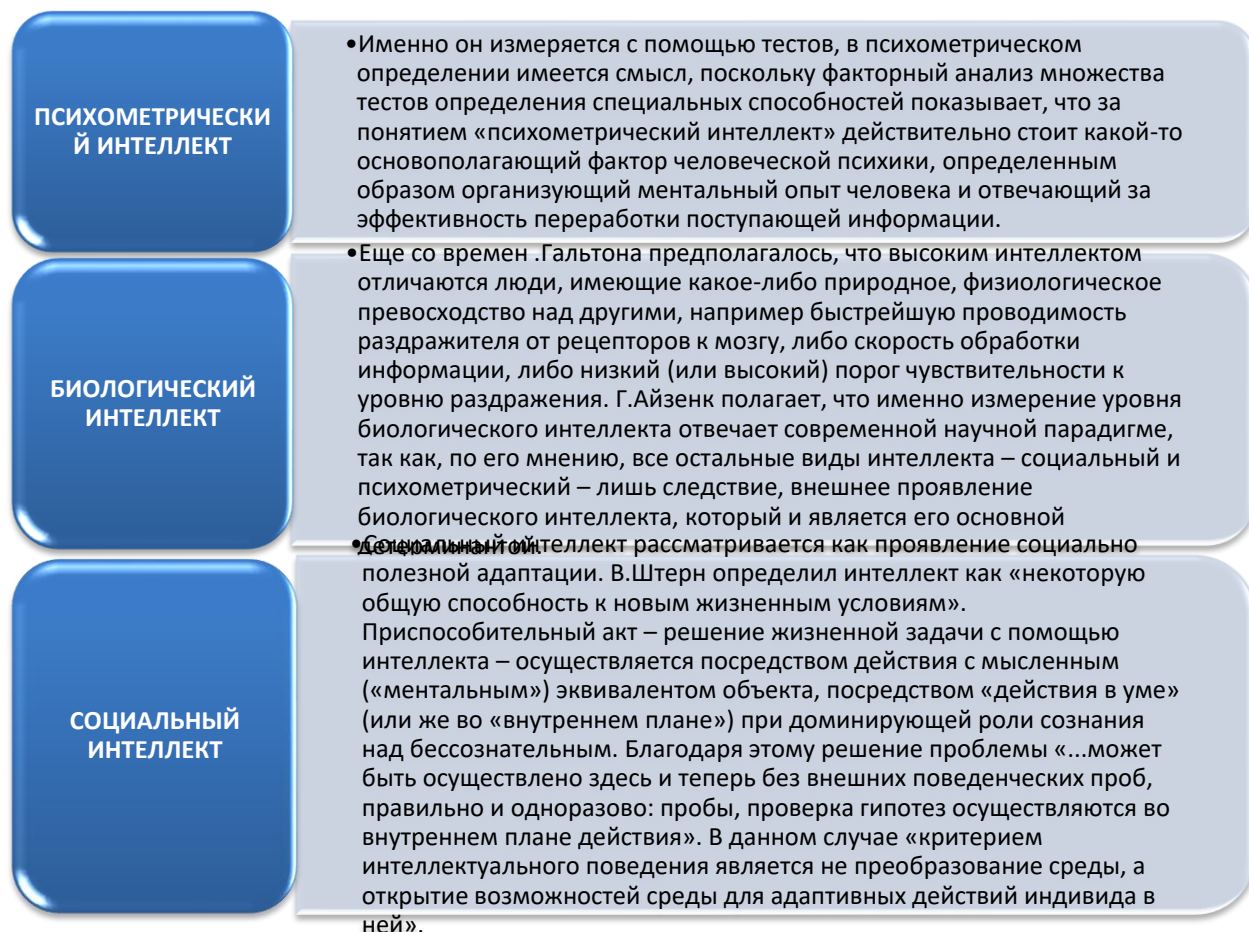 ПСИХОМЕТРИЧЕСКИ
Й ИНТЕЛЛЕКТ
•Именно он измеряется с помощью тестов, в психометрическом
определении имеется смысл, поскольку факторный анализ множества
тестов определения специальных способностей показывает, что за
понятием «психометрический интеллект» действительно стоит какой-то
основополагающий фактор человеческой психики, определенным
образом организующий ментальный опыт человека и отвечающий за
эффективность переработки поступающей информации.
БИОЛОГИЧЕСКИЙ
ИНТЕЛЛЕКТ
•Еще со времен .Гальтона предполагалось, что высоким интеллектом
отличаются люди, имеющие какое-либо природное, физиологическое
превосходство над другими, например быстрейшую проводимость
раздражителя от рецепторов к мозгу, либо скорость обработки
информации, либо низкий (или высокий) порог чувствительности к
уровню раздражения. Г.Айзенк полагает, что именно измерение уровня
биологического интеллекта отвечает современной научной парадигме,
так как, по его мнению, все остальные виды интеллекта – социальный и
психометрический – лишь следствие, внешнее проявление
биологического интеллекта, который и является его основной
детерминантой.
СОЦИАЛЬНЫЙ
ИНТЕЛЛЕКТ
•Социальный интеллект рассматривается как проявление социально
полезной адаптации. В.Штерн определил интеллект как «некоторую
общую способность к новым жизненным условиям».
Приспособительный акт – решение жизненной задачи с помощью
интеллекта – осуществляется посредством действия с мысленным
(«ментальным») эквивалентом объекта, посредством «действия в уме»
(или же во «внутреннем плане») при доминирующей роли сознания
над бессознательным. Благодаря этому решение проблемы «...может
быть осуществлено здесь и теперь без внешних поведенческих проб,
правильно и одноразово: пробы, проверка гипотез осуществляются во
внутреннем плане действия». В данном случае «критерием
интеллектуального поведения является не преобразование среды, а
открытие возможностей среды для адаптивных действий индивида в
ней».